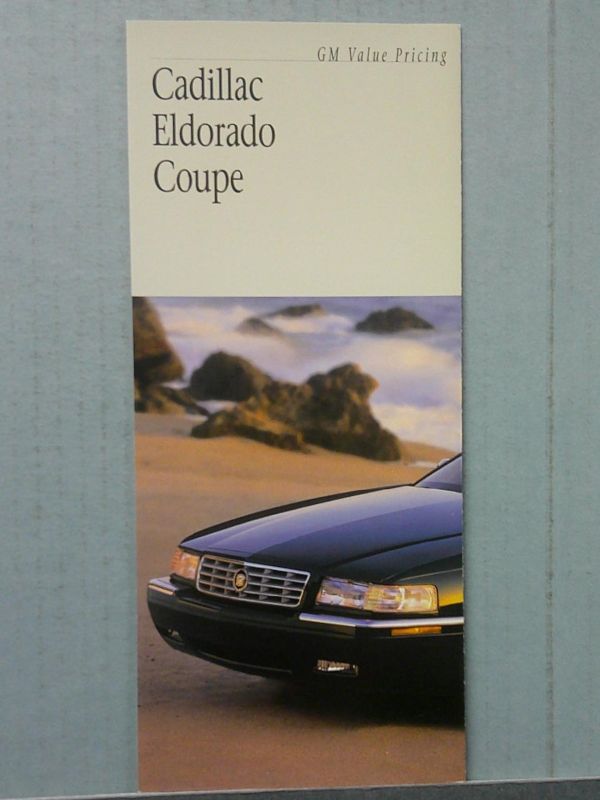 GM Value Pricing
Cadillac
Eldorado
Coupe